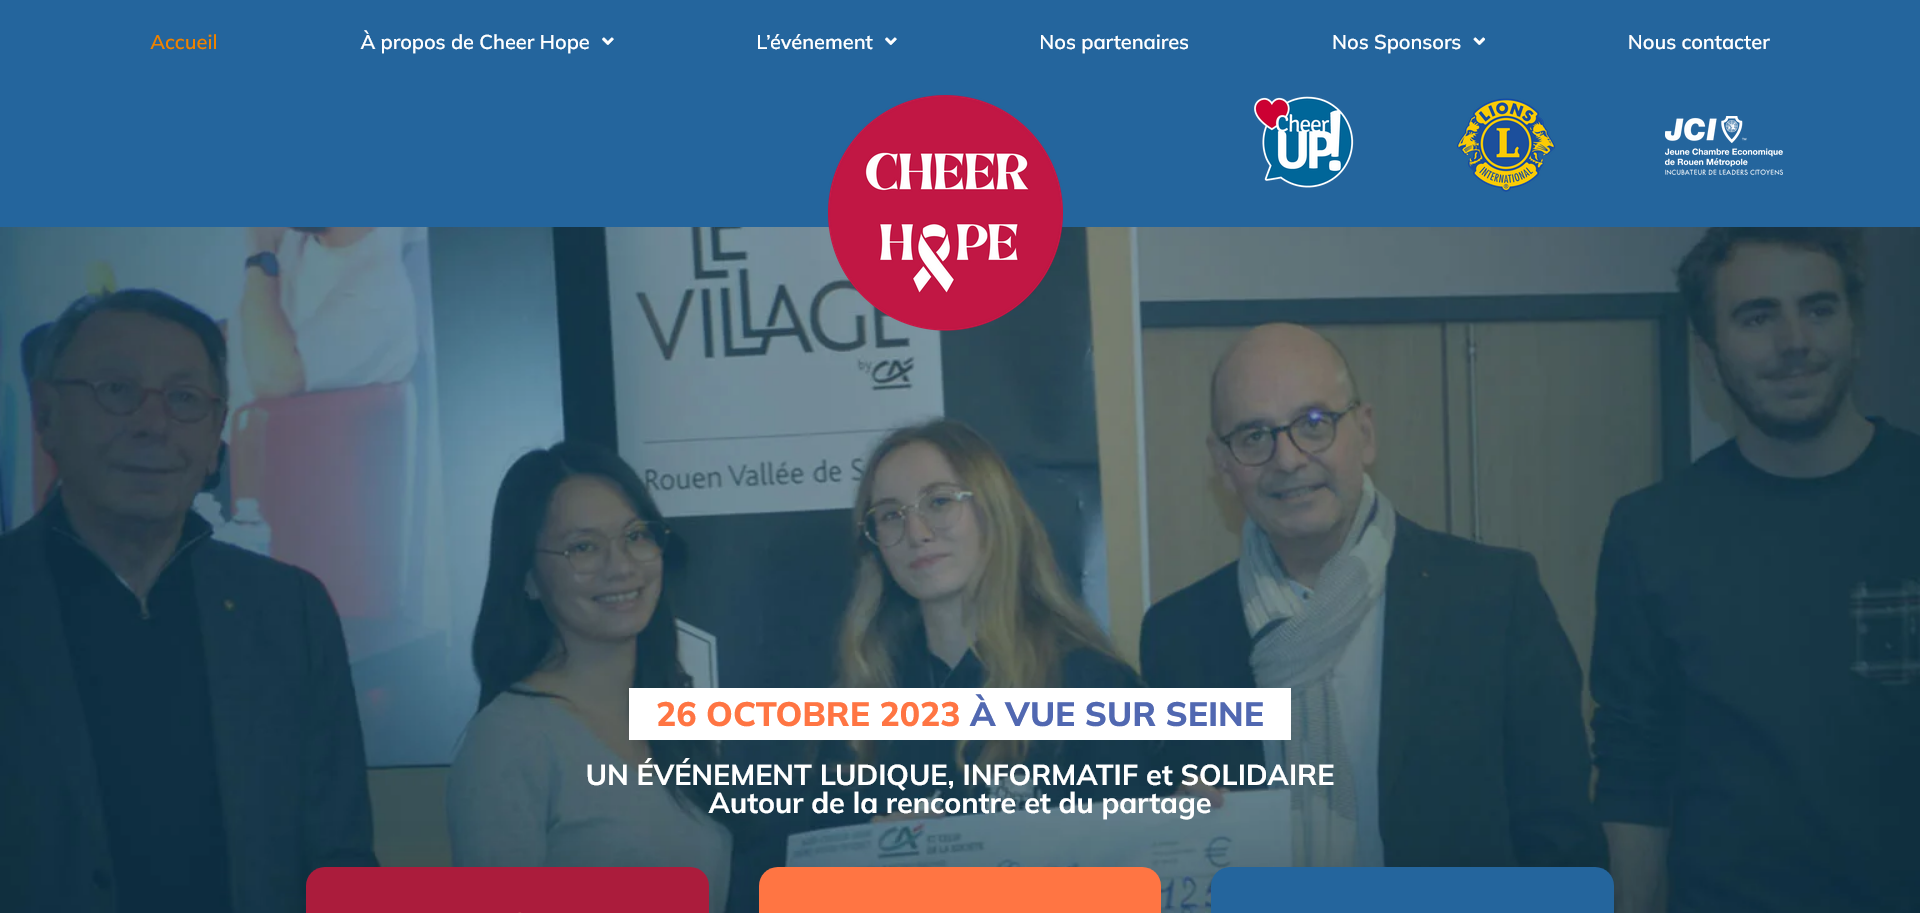 Accueil
À propos de Cheer Hope
L'événement
Nos partenaires
Nos Sponsors
Nous contacter
CHEER
HOPE
Cheer
UP!
LIONS
L
INTERNATIONAL
JCI
Jeune Chambre Economique
de Rouen Métropole
INCUBATEUR DE LEADERS CITOYENS
LE
VILLAGE
by CA
Rouen Vallée de S
26 OCTOBRE 2023 À VUE SUR SEINE
UN ÉVÉNEMENT LUDIQUE, INFORMATIF et SOLIDAIRE
Autour de la rencontre et du partage
CA
€